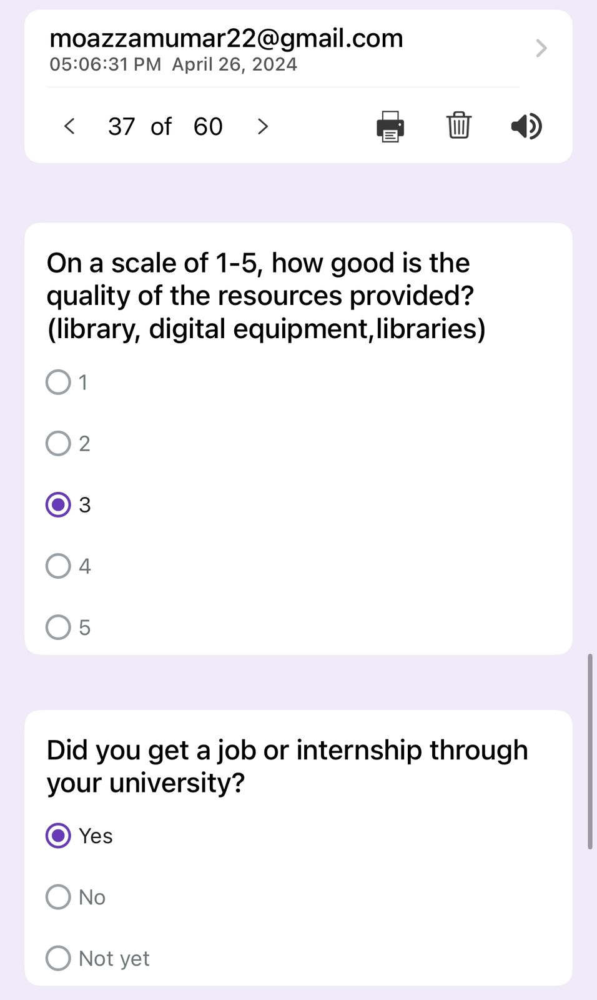 moazzamumar22@gmail.com
05:06:31 PM April 26, 2024
37 of 60
On a scale of 1-5, how good is the
quality of the resources provided?
(library, digital equipment,libraries)
1
2
3
4
5
Did you get a job or internship through
your university?
Yes
No
Not yet